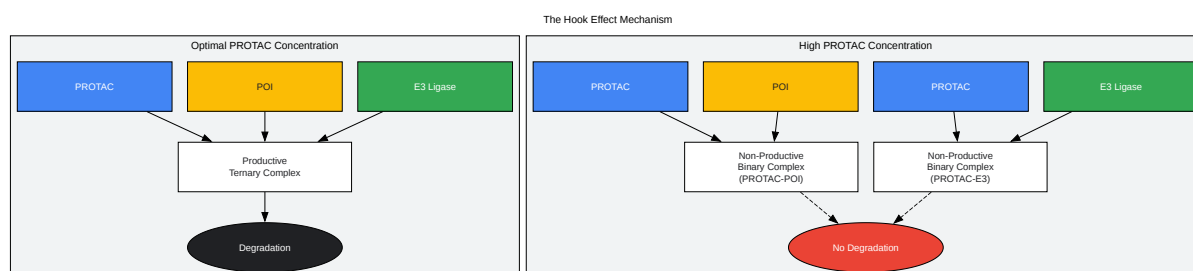 The Hook Effect Mechanism
Optimal PROTAC Concentration
PROTAC
POI
E3 Ligase
Productive
Ternary Complex
Degradation
High PROTAC Concentration
PROTAC
POI
PROTAC
E3 Ligase
Non-Productive
Binary Complex
(PROTAC-POI)
Non-Productive
Binary Complex
(PROTAC-E3)
No Degradation